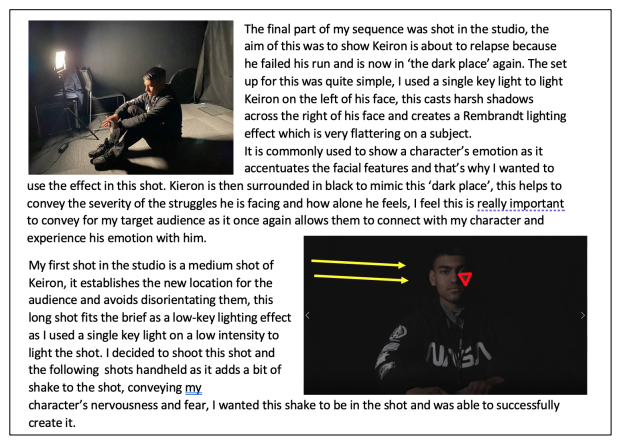 The final part of my sequence was shot in the studio, the
aim of this was to show Keiron is about to relapse because
he failed his run and is now in ‘the dark place’ again. The set
up for this was quite simple, I used a single key light to light
Keiron on the left of his face, this casts harsh shadows
across the right of his face and creates a Rembrandt lighting
effect which is very flattering on a subject.
It is commonly used to show a character’s emotion as it
accentuates the facial features and that’s why I wanted to
use the effect in this shot. Kieron is then surrounded in black to mimic this ‘dark place’, this helps to
convey the severity of the struggles he is facing and how alone he feels, I feel this is really important
to convey for my target audience as it once again allows them to connect with my character and
experience his emotion with him.
My first shot in the studio is a medium shot of
Keiron, it establishes the new location for the
audience and avoids disorientating them, this
long shot fits the brief as a low-key lighting effect
as I used a single key light on a low intensity to
light the shot. I decided to shoot this shot and
the following shots handheld as it adds a bit of
shake to the shot, conveying my
character’s nervousness and fear, I wanted this shake to be in the shot and was able to successfully
create it.
NASA